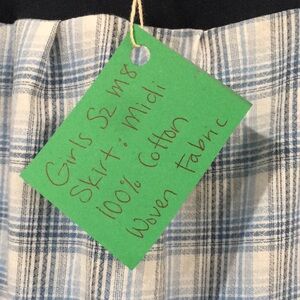 Girls Sz M8
Skirt: Midi
100% Cotton
Woven Fabric